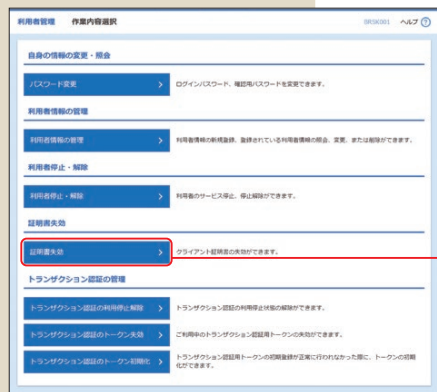 利用者管理 作業内容選択 SRSK001 ヘルプ ?
自身の情報の変更・照会
パスワード変更 ログインパスワード、確認用パスワードを変更できます。
利用者情報の管理
利用者情報の管理 利用者情報の新規登録、登録されている利用者情報の照会、変更、または削除ができます。
利用者停止・解除
利用者停止・解除 利用者のサービス停止、停止解除ができます。
証明書失効
証明書失効 クライアント証明書の失効ができます。
トランザクション認証の管理
トランザクション認証の利用停止解除 トランザクション認証の利用停止状態の解除ができます。
トランザクション認証のトークン失効 ご利用中のトランザクション認証用トークンの失効ができます。
トランザクション認証のトークン初期化 トランザクション認証用トークンの初期登録が正常に行われなかった際に、トークンの初期
化ができます。